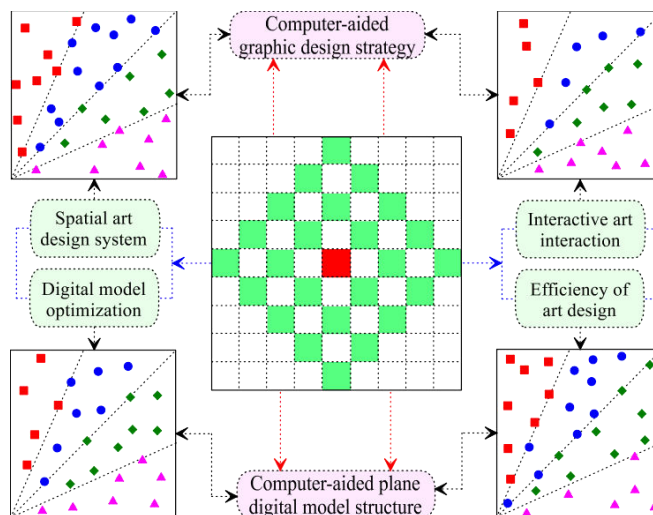 Computer-aided
graphic design strategy
Spatial art
design system
Digital model
optimization
Interactive art
interaction
Efficiency of
art design
Computer-aided plane
digital model structure